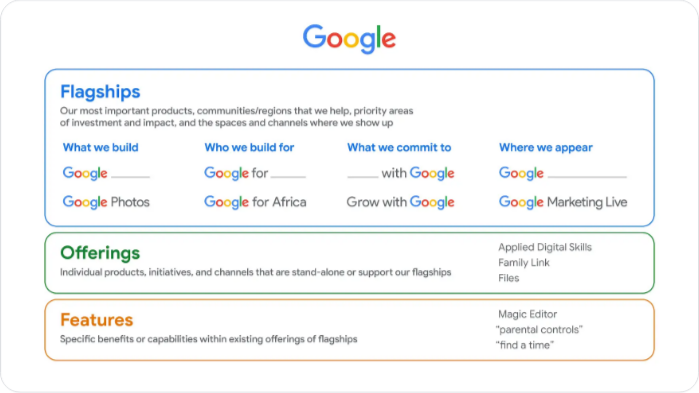 Google
Flagships
Our most important products, communities/regions that we help, priority areas
of investment and impact, and the spaces and channels where we show up
What we build
Google ______
Google Photos
Who we build for
Google for _____
Google for Africa
What we commit to
____ with Google
Grow with Google
Where we appear
Google ____________
Google Marketing Live
Offerings
Individual products, initiatives, and channels that are stand-alone or support our flagships
Applied Digital Skills
Family Link
Files
Features
Specific benefits or capabilities within existing offerings of flagships
Magic Editor
“parental controls”
“find a time”